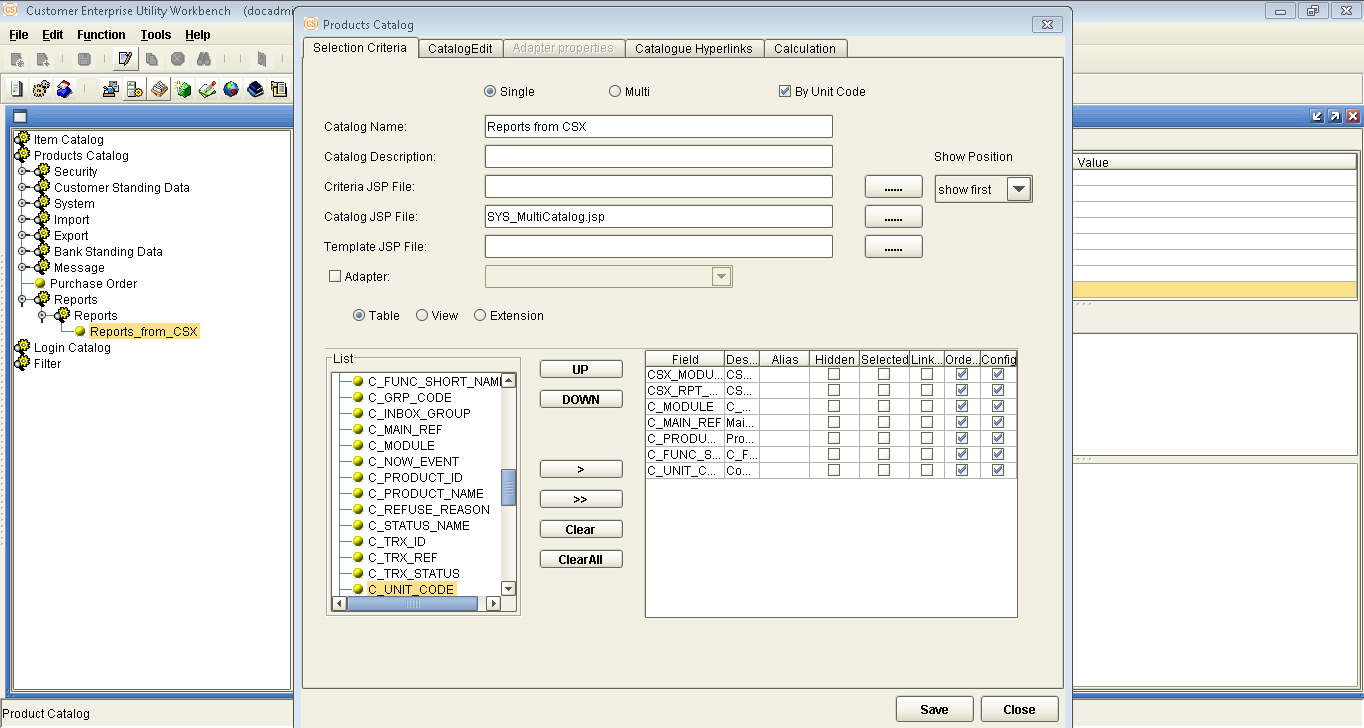 Customer Enterprise Utility Workbench (docadmi
File Edit Function Tools Help
Item Catalog
Products Catalog
Security
Customer Standing Data
System
Import
Export
Bank Standing Data
Message
Purchase Order
Reports
Reports
Reports_from_CSX
Login Catalog
Filter
Product Catalog
Products Catalog
Selection Criteria CatalogEdit Adapter properties Catalogue Hyperlinks Calculation
Single Multi By Unit Code
Catalog Name: Reports from CSX
Catalog Description: Show Position
Criteria JSP File: ...... show first
Catalog JSP File: SYS_MultiCatalog.jsp ......
Template JSP File: ......
Adapter:
Table View Extension
List
C_FUNC_SHORT_NAM
C_GRP_CODE
C_INBOX_GROUP
C_MAIN_REF
C_MODULE
C_NOW_EVENT
C_PRODUCT_ID
C_PRODUCT_NAME
C_REFUSE_REASON
C_STATUS_NAME
C_TRX_ID
C_TRX_REF
C_TRX_STATUS
C_UNIT_CODE
UP
DOWN
>
>>
Clear
ClearAll
Field Des... Alias Hidden Selected Link... Orde... Config
CSX_MODU... CS...
CSX_RPT_... CS...
C_MODULE C_...
C_MAIN_REF Mai...
C_PRODU... Pro...
C_FUNC_S... C_F...
C_UNIT_C... Co...
Save Close
Value